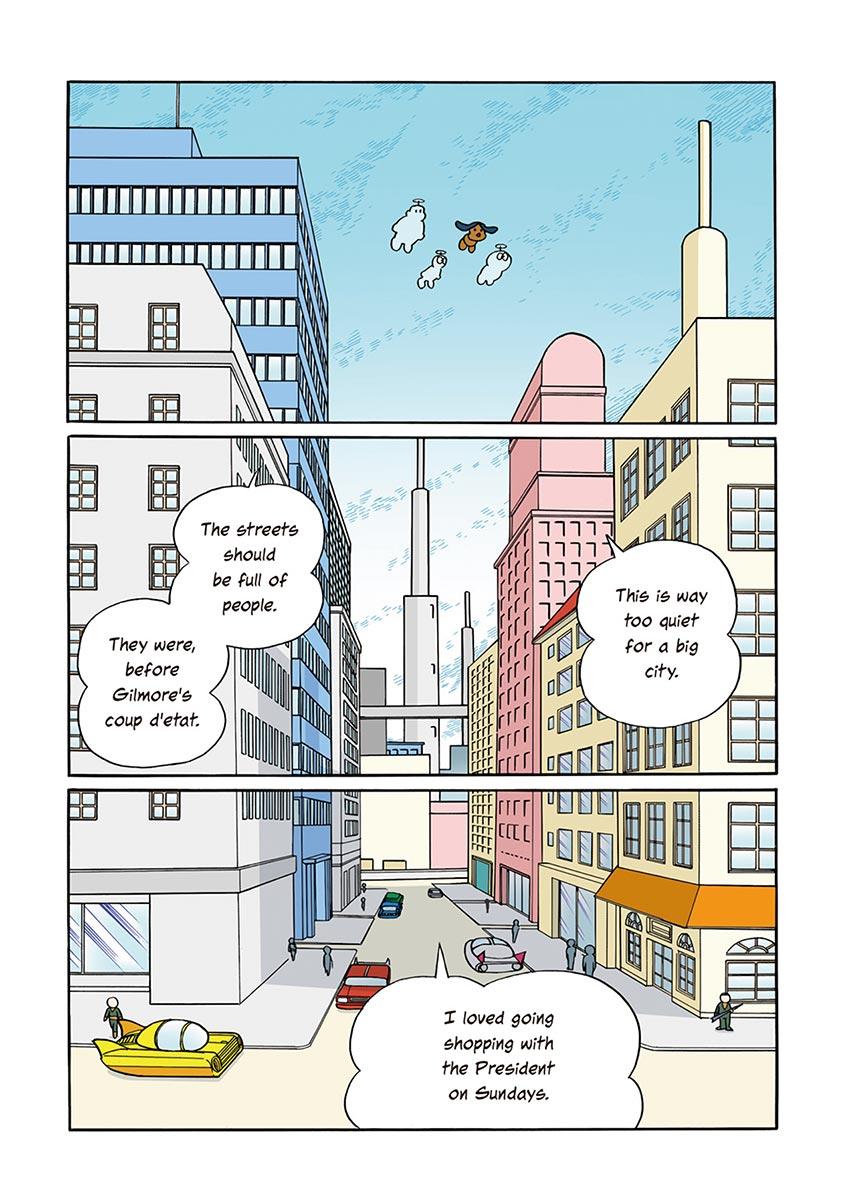 The streets
should
be full of
people.
They were,
before
Gilmore's
coup d'etat.
This is way
too quiet
for a big
city.
I loved going
shopping with
the President
on Sundays.